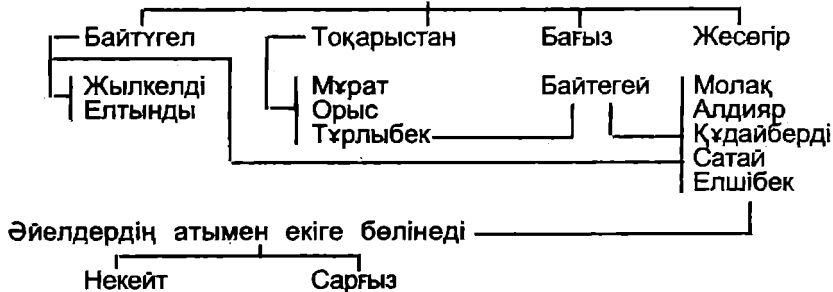 Байтүгел Тоқарыстан Бағыз Жесөгір
Жылкелді Мұрат Байтегей Молақ
Елтынды Орыс Алдияр
Тұрлыбек Құдайберді
Сатай
Елшібек
Әйелдердің атымен екіге бөлінеді
Некейт Сарғыз